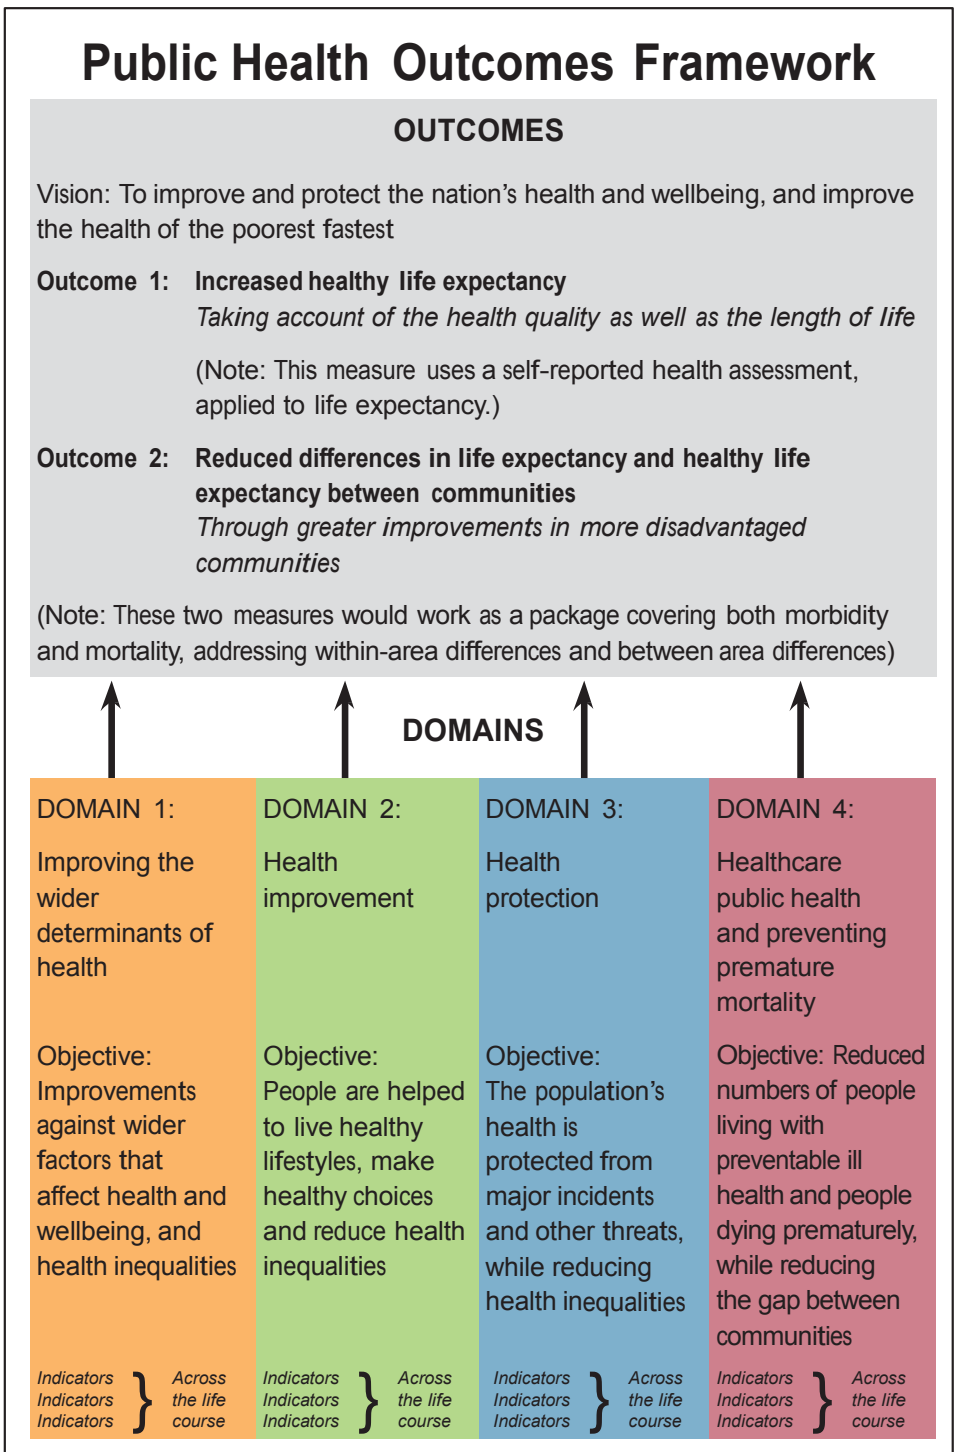 Public Health Outcomes Framework
OUTCOMES
Vision: To improve and protect the nation’s health and wellbeing, and improve
the health of the poorest fastest
Outcome 1: Increased healthy life expectancy
Taking account of the health quality as well as the length of life
(Note: This measure uses a self-reported health assessment,
applied to life expectancy.)
Outcome 2: Reduced differences in life expectancy and healthy life
expectancy between communities
Through greater improvements in more disadvantaged
communities
(Note: These two measures would work as a package covering both morbidity
and mortality, addressing within-area differences and between area differences)
DOMAINS
DOMAIN 1:
Improving the
wider
determinants of
health
Objective:
Improvements
against wider
factors that
affect health and
wellbeing, and
health inequalities
Indicators
Indicators
Indicators
} Across
the life
course
DOMAIN 2:
Health
improvement
Objective:
People are helped
to live healthy
lifestyles, make
healthy choices
and reduce health
inequalities
Indicators
Indicators
Indicators
} Across
the life
course
DOMAIN 3:
Health
protection
Objective:
The population’s
health is
protected from
major incidents
and other threats,
while reducing
health inequalities
Indicators
Indicators
Indicators
} Across
the life
course
DOMAIN 4:
Healthcare
public health
and preventing
premature
mortality
Objective: Reduced
numbers of people
living with
preventable ill
health and people
dying prematurely,
while reducing
the gap between
communities
Indicators
Indicators
Indicators
} Across
the life
course